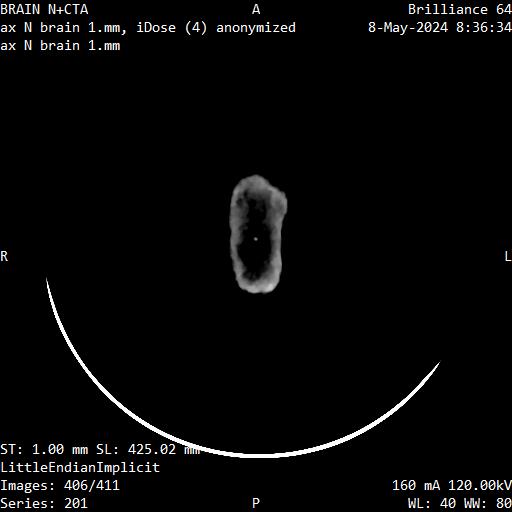 BRAIN N+CTA
ax N brain 1.mm, iDose (4) anonymized
ax N brain 1.mm
A
Brilliance 64
8-May-2024 8:36:34
R
L
ST: 1.00 mm SL: 425.02 mm
LittleEndianImplicit
Images: 406/411
Series: 201
P
160 mA 120.00kV
WL: 40 WW: 80